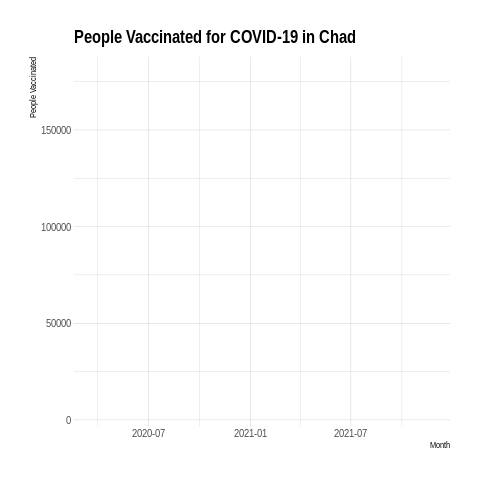 People Vaccinated for COVID-19 in Chad
People Vaccinated
150000
100000
50000
0
2020-07 2021-01 2021-07
Month